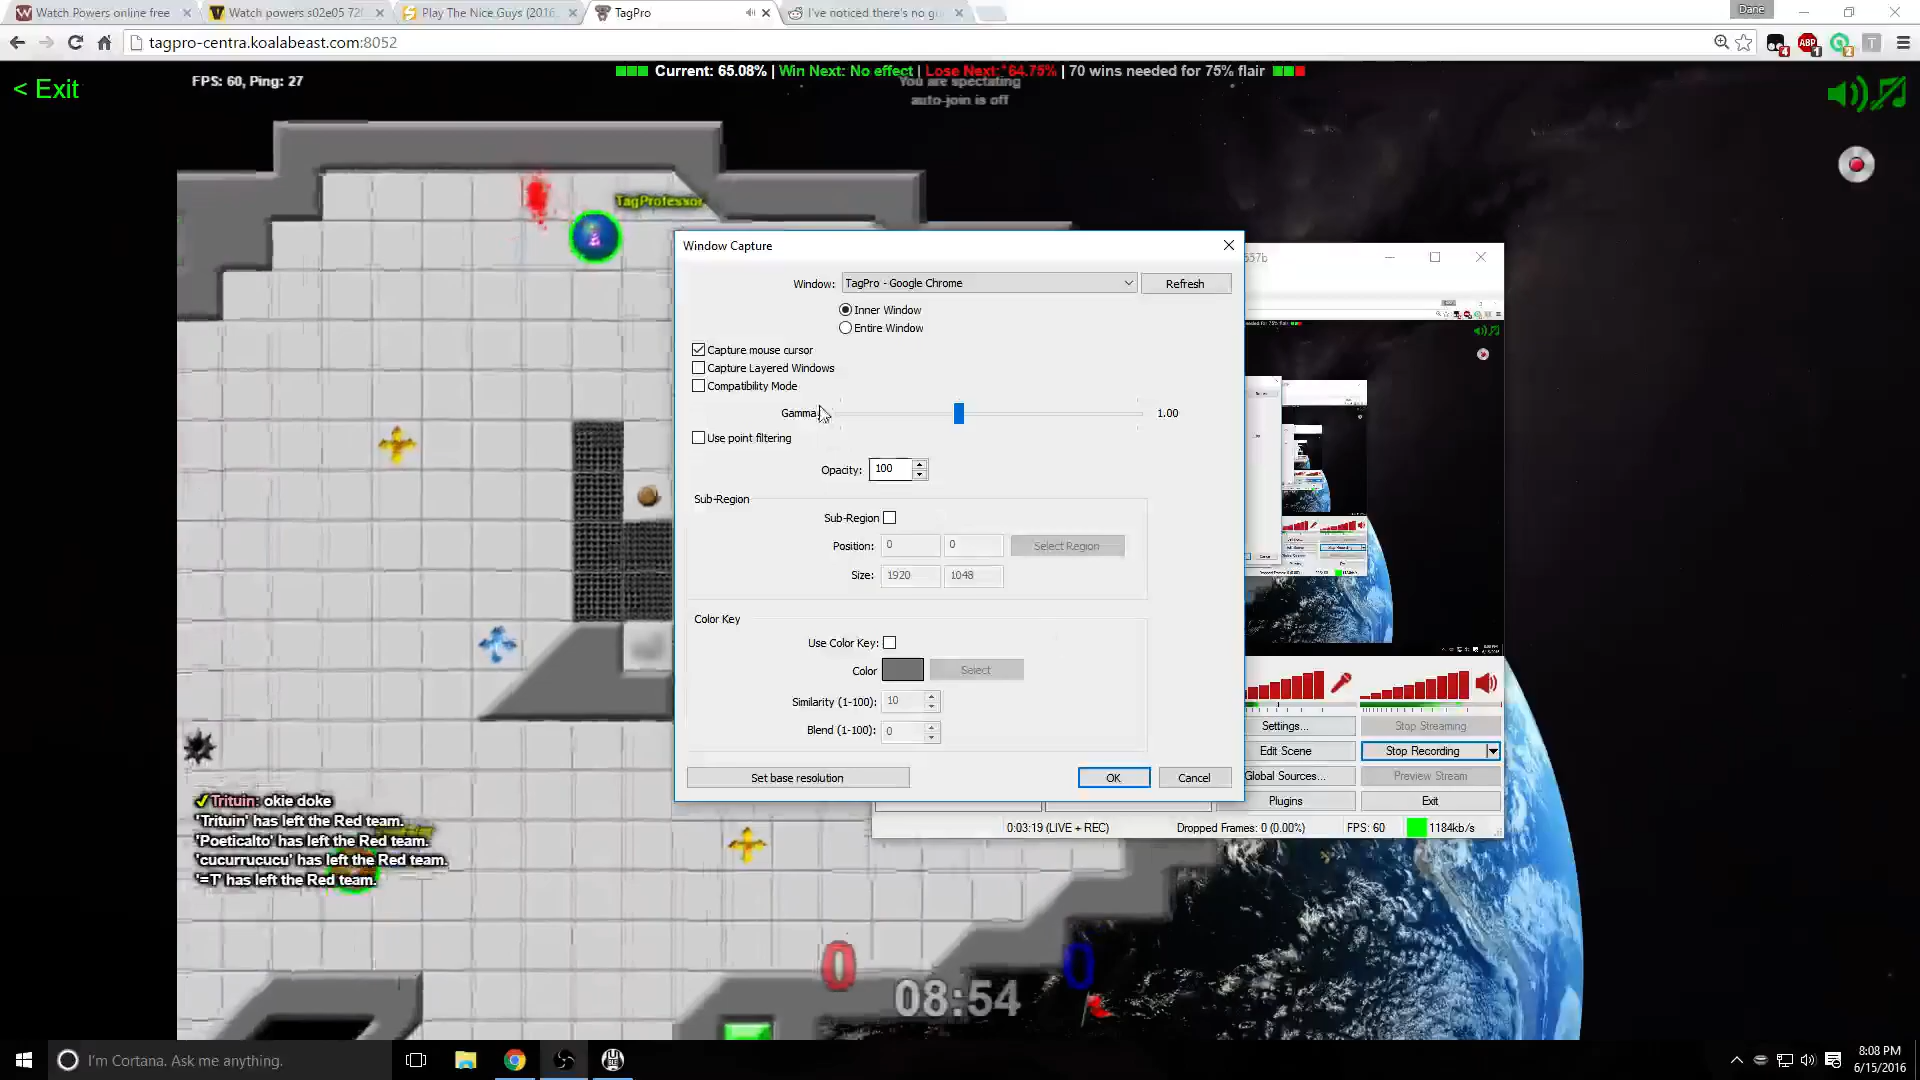 Watch Powers online free
Watch powers s02e05 72
Play The Nice Guys (2016
TagPro
I've noticed there's no gu
Dane
tagpro-centra.koalabeast.com:8052
< Exit
FPS: 60, Ping: 27
Current: 65.08% | Win Next: No effect | Lose Next: 64.75% | 70 wins needed for 75% flair
You are spectating
auto-join is off
TagProfessor
Window Capture
Window: TagPro - Google Chrome
Refresh
Inner Window
Entire Window
Capture mouse cursor
Capture Layered Windows
Compatibility Mode
Gamma: 1.00
Use point filtering
Opacity: 100
Sub-Region
Sub-Region
Position: 0 0 Select Region
Size: 1920 1048
Color Key
Use Color Key:
Color Select
Similarity (1-100): 10
Blend (1-100): 0
Set base resolution
OK
Cancel
557b
Settings...
Stop Streaming
Edit Scene
Stop Recording
Global Sources...
Preview Stream
Plugins
Exit
0:03:19 (LIVE + REC)
Dropped Frames: 0 (0.00%)
FPS: 60
1184kb/s
✓Trituin: okie doke
'Trituin' has left the Red team.
'Poeticalto' has left the Red team.
'cucurrucucu' has left the Red team.
'=T' has left the Red team.
0
08:54
0
I'm Cortana. Ask me anything.
8:08 PM
6/15/2016